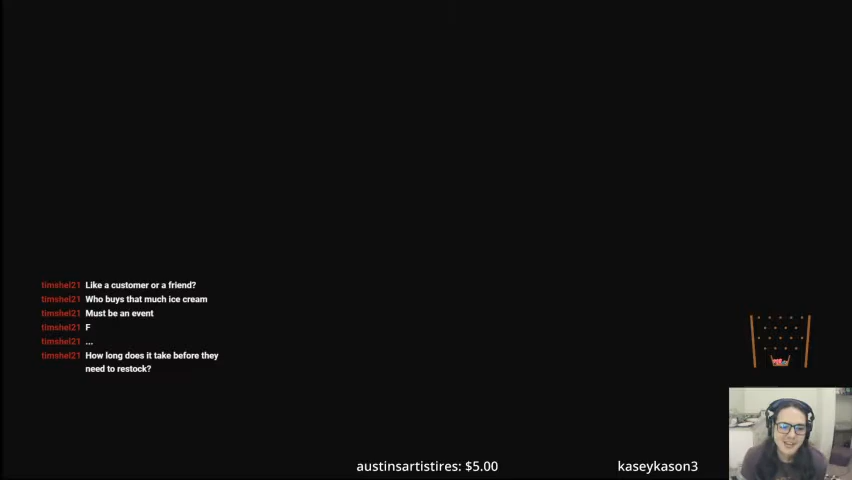 timshel21 Like a customer or a friend?
timshel21 Who buys that much ice cream
timshel21 Must be an event
timshel21 F
timshel21 ...
timshel21 How long does it take before they
need to restock?
austinsartistires: $5.00 kaseykason3